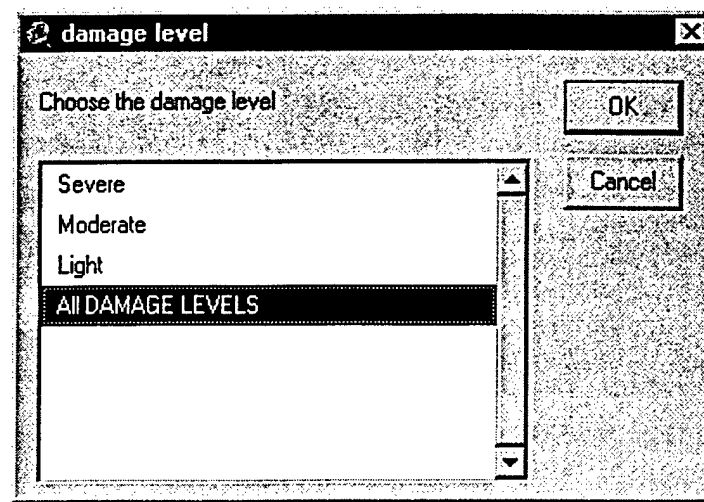 damage level
Choose the damage level
OK
Cancel
Severe
Moderate
Light
All DAMAGE LEVELS